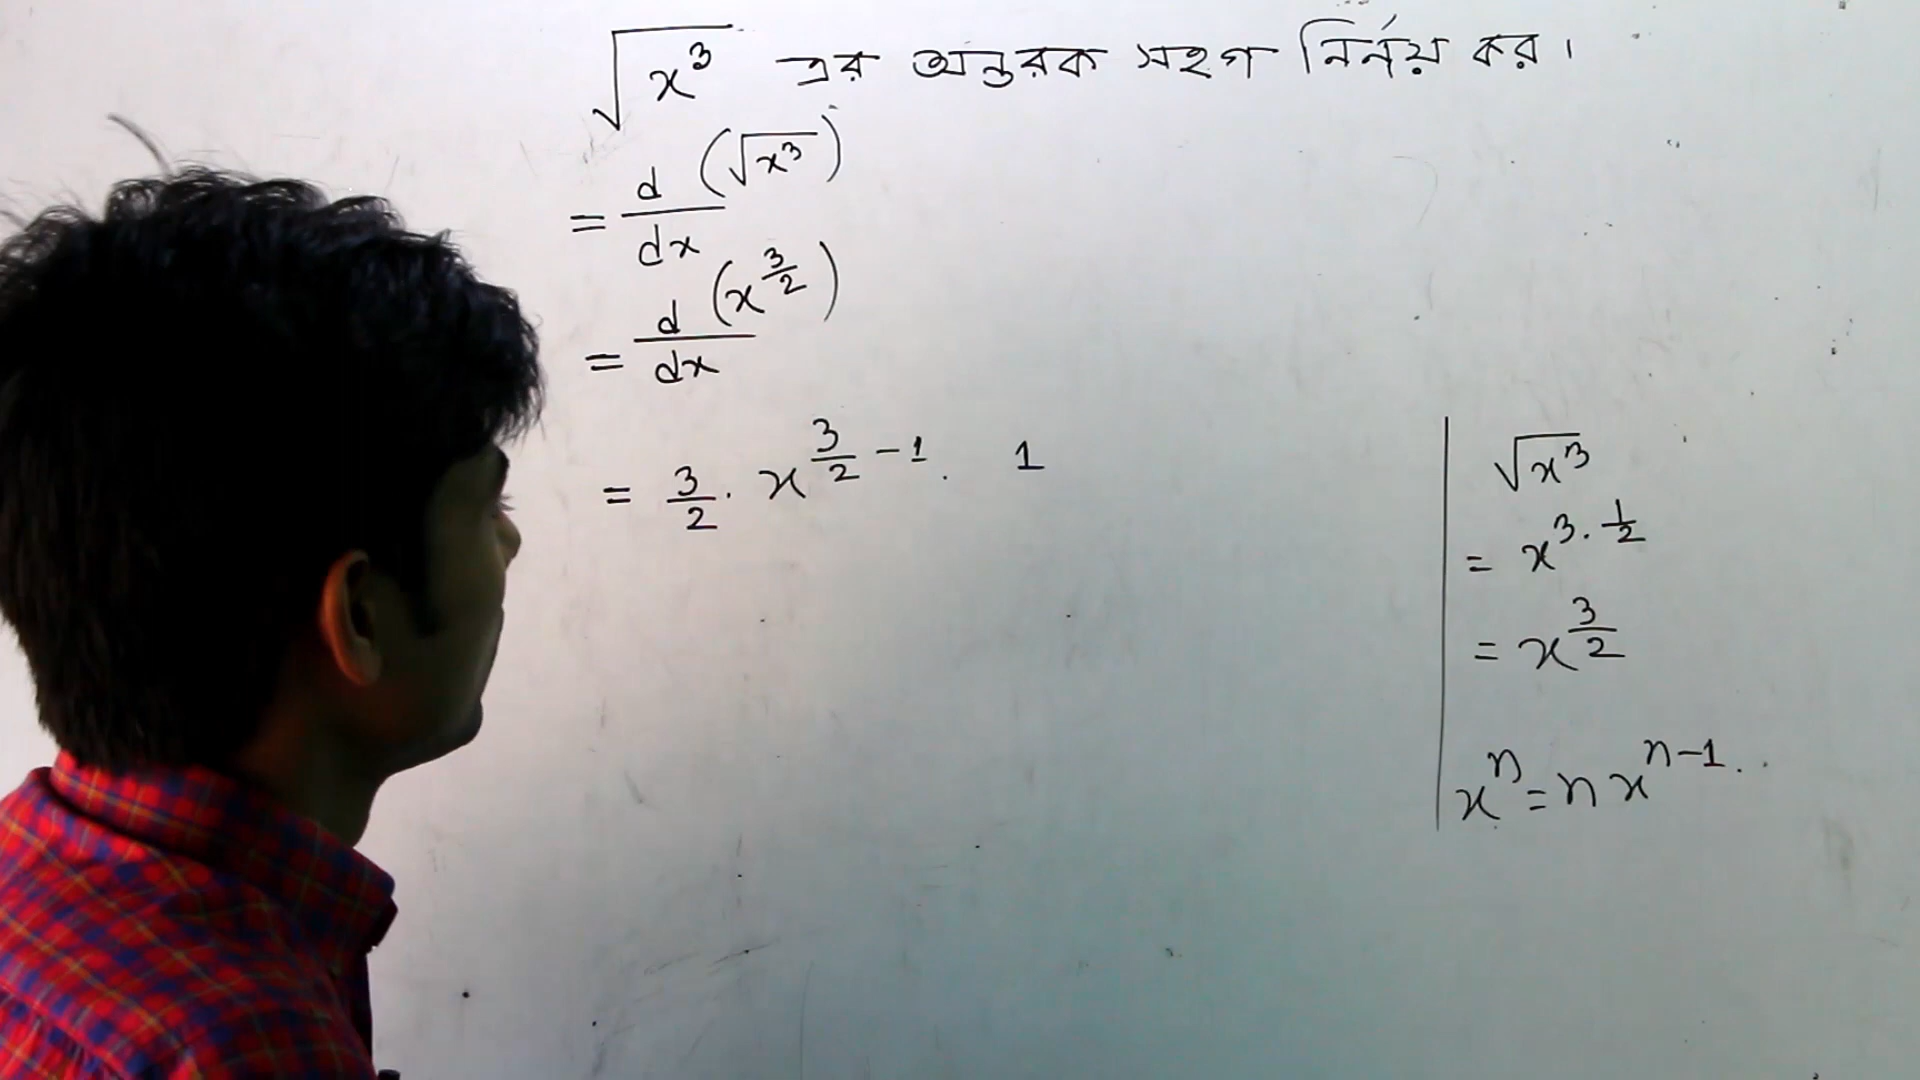 √x³ এর অন্তরক সহগ নির্নয় কর।
= d/dx (√x³)
= d/dx (x^(3/2))
= 3/2 . x^(3/2 - 1) . 1
√x³
= x^(3 . 1/2)
= x^(3/2)
xⁿ = n x^(n-1) .